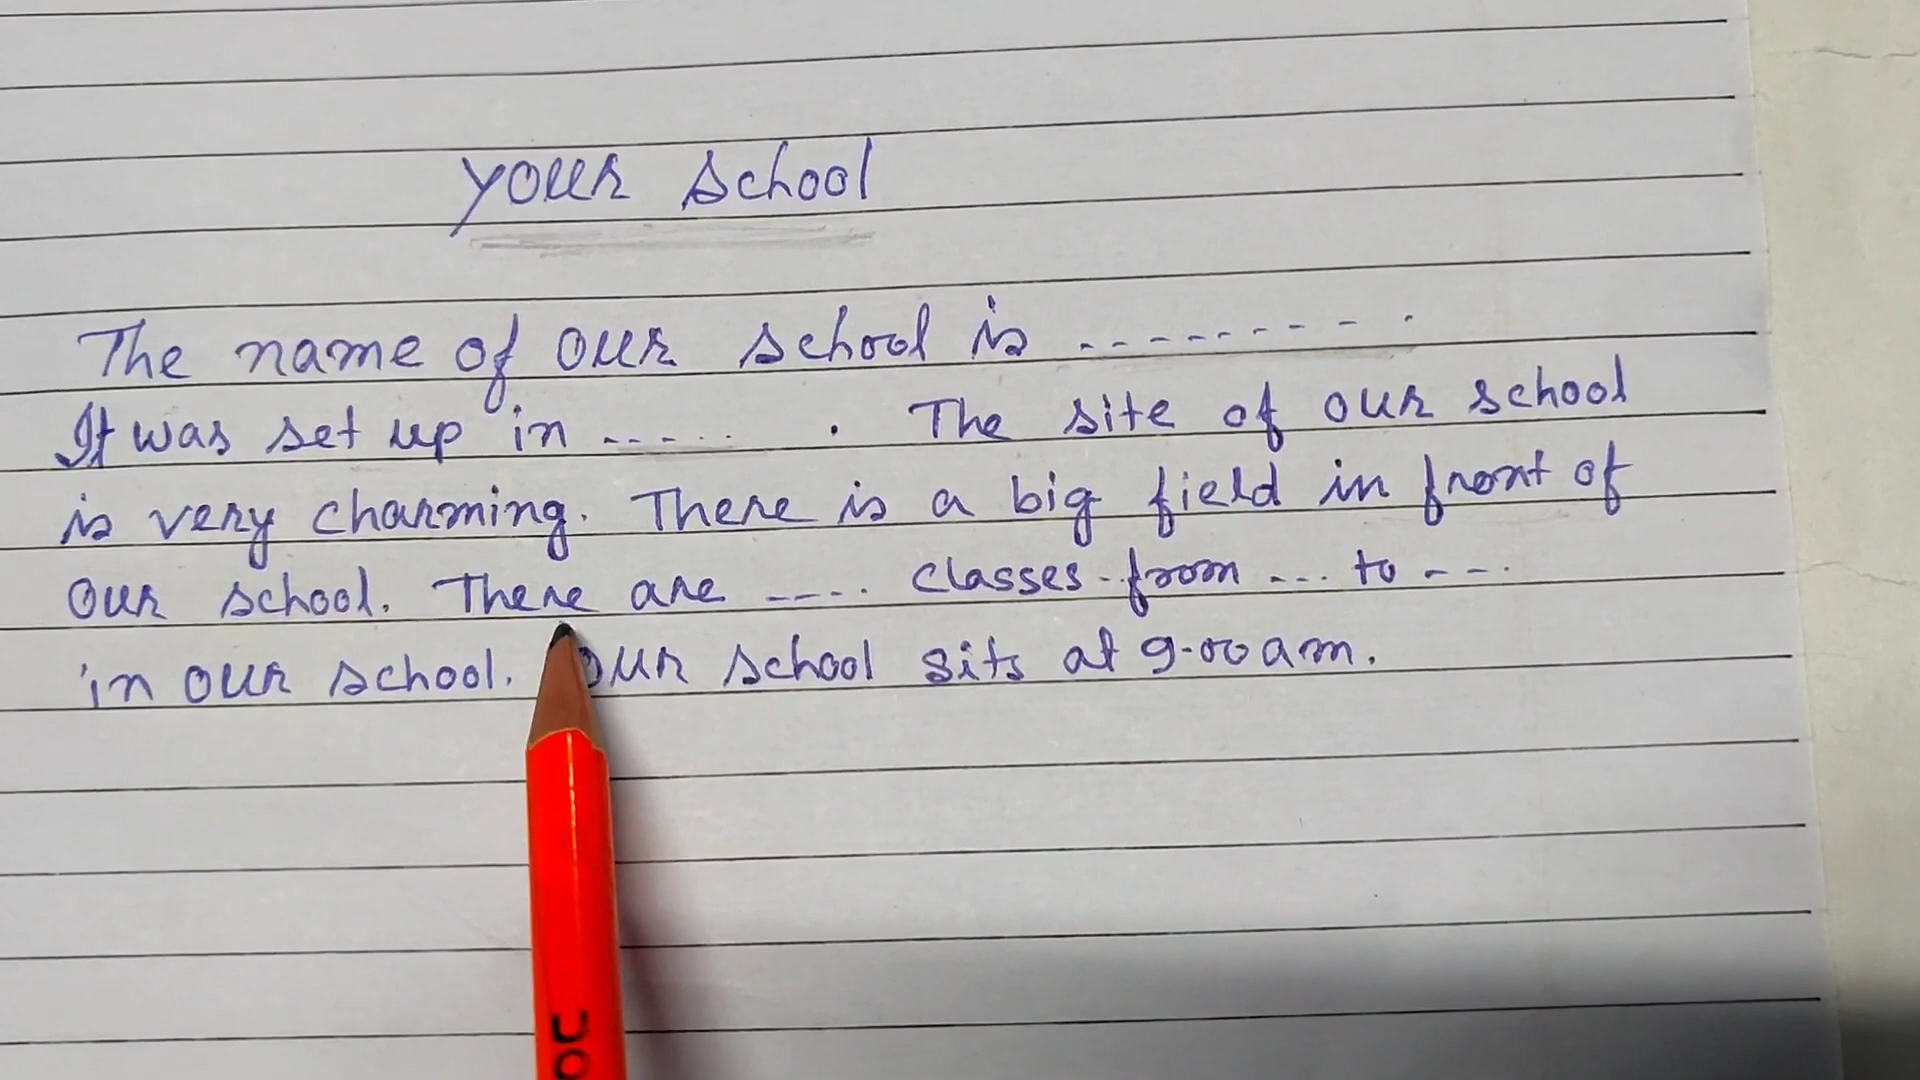 Your school
The name of our school is --------- .
It was set up in ------ . The site of our school
is very charming. There is a big field in front of
our school. There are ----. classes from ... to ---.
in our school. Our school sits at 9.00 am.